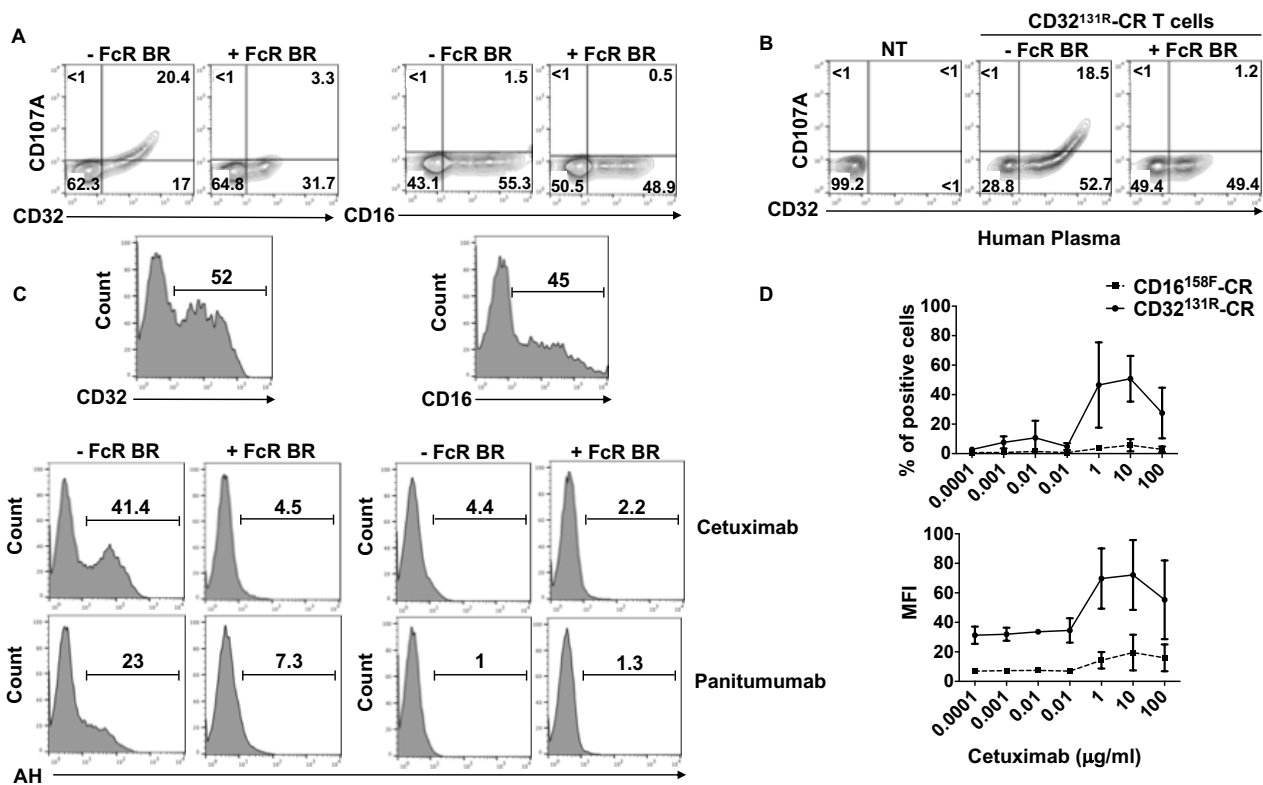 A
- FcR BR
+ FcR BR
- FcR BR
+ FcR BR
CD107A
<1
20.4
62.3
17
3.3
64.8
31.7
<1
1.5
43.1
55.3
<1
0.5
50.5
48.9
CD32
CD16
B
CD32131R-CR T cells
NT
- FcR BR
+ FcR BR
CD107A
<1
<1
99.2
<1
<1
18.5
28.8
52.7
<1
1.2
49.4
49.4
CD32
Human Plasma
C
Count
52
CD32
Count
45
CD16
- FcR BR
+ FcR BR
- FcR BR
+ FcR BR
Count
41.4
4.5
Count
4.4
2.2
Cetuximab
Count
23
7.3
Count
1
1.3
Panitumumab
AH
D
CD16158F-CR
CD32131R-CR
% of positive cells
100
80
60
40
20
0
0.0001
0.001
0.01
0.01
1
10
100
MFI
100
80
60
40
20
0
0.0001
0.001
0.01
0.01
1
10
100
Cetuximab (μg/ml)